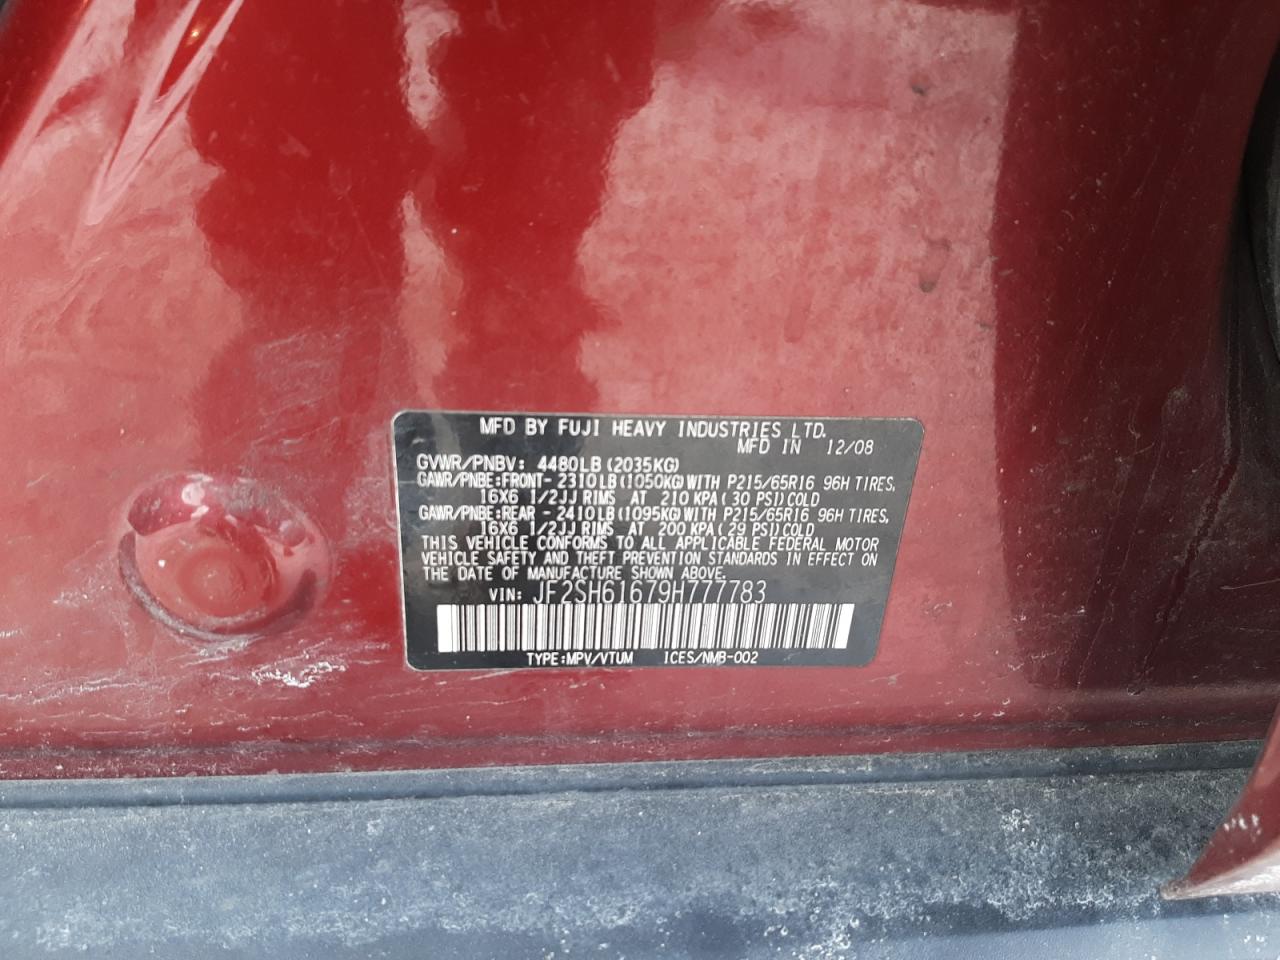 MFD BY FUJI HEAVY INDUSTRIES LTD.
MFD IN 12/08
GVWR/PNBV: 4480LB (2035KG)
GAWR/PNBE:FRONT- 2310LB(1050KG)WITH P215/65R16 96H TIRES,
16X6 1/2JJ RIMS AT 210 KPA( 30 PSI)COLD
GAWR/PNBE:REAR - 2410LB(1095KG)WITH P215/65R16 96H TIRES,
16X6 1/2JJ RIMS AT 200 KPA( 29 PSI)COLD
THIS VEHICLE CONFORMS TO ALL APPLICABLE FEDERAL MOTOR
VEHICLE SAFETY AND THEFT PREVENTION STANDARDS IN EFFECT ON
THE DATE OF MANUFACTURE SHOWN ABOVE.
VIN: JF2SH61679H777783
TYPE:MPV/VTUM ICES/NMB-002